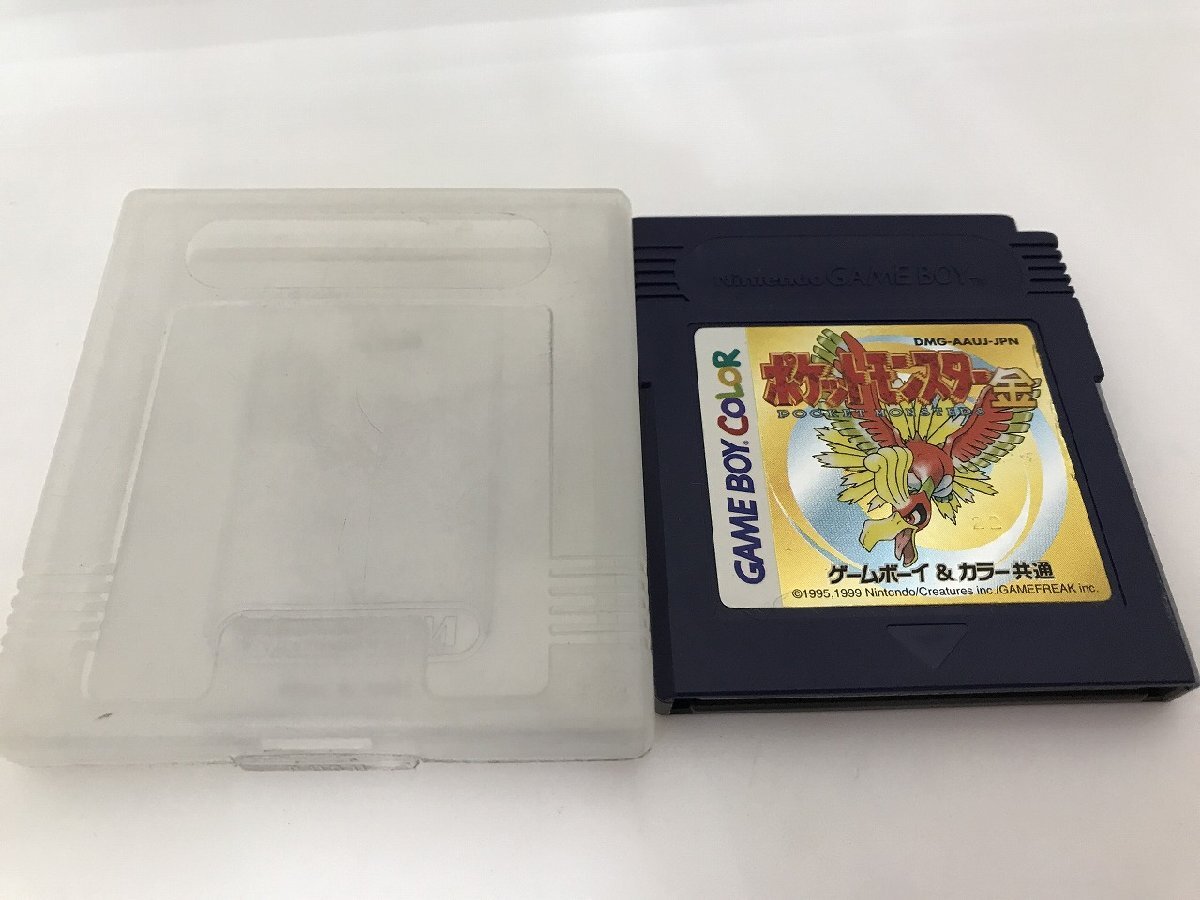 Nintendo GAME BOY™
DMG-AAUJ-JPN
ポケットモンスター金
POCKET MONSTERS
GAME BOY COLOR
ゲームボーイ & カラー共通
©1995,1999 Nintendo/Creatures inc./GAMEFREAK inc.